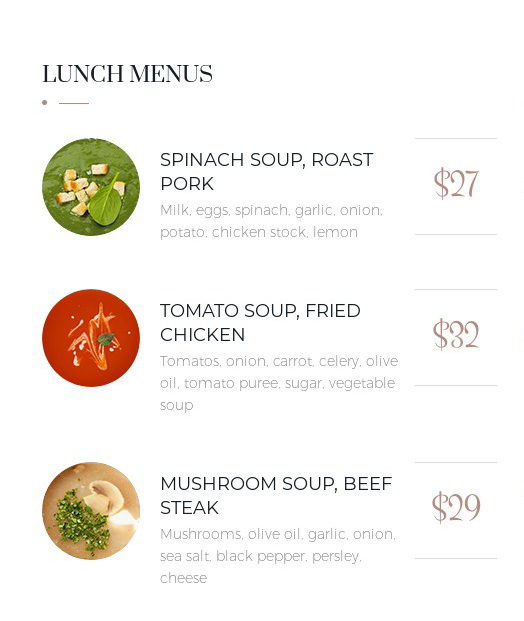 LUNCH MENUS
SPINACH SOUP, ROAST
PORK
Milk, eggs, spinach, garlic, onion,
potato, chicken stock, lemon
$27
TOMATO SOUP, FRIED
CHICKEN
Tomatos, onion, carrot, celery, olive
oil, tomato puree, sugar, vegetable
soup
$32
MUSHROOM SOUP, BEEF
STEAK
Mushrooms, olive oil, garlic, onion,
sea salt, black pepper, persley,
cheese
$29